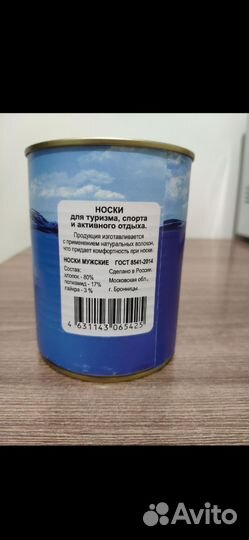 НОСКИ
для туризма, спорта
и активного отдыха.
Продукция изготавливается
с применением натуральных волокон,
что придает комфортность при носке.
НОСКИ МУЖСКИЕ ГОСТ 8541-2014
Состав: Сделано в России.
хлопок - 80% Московская обл.,
полиамид - 17% г. Бронницы.
лайкра - 3 %
4 631143 065425
Avito